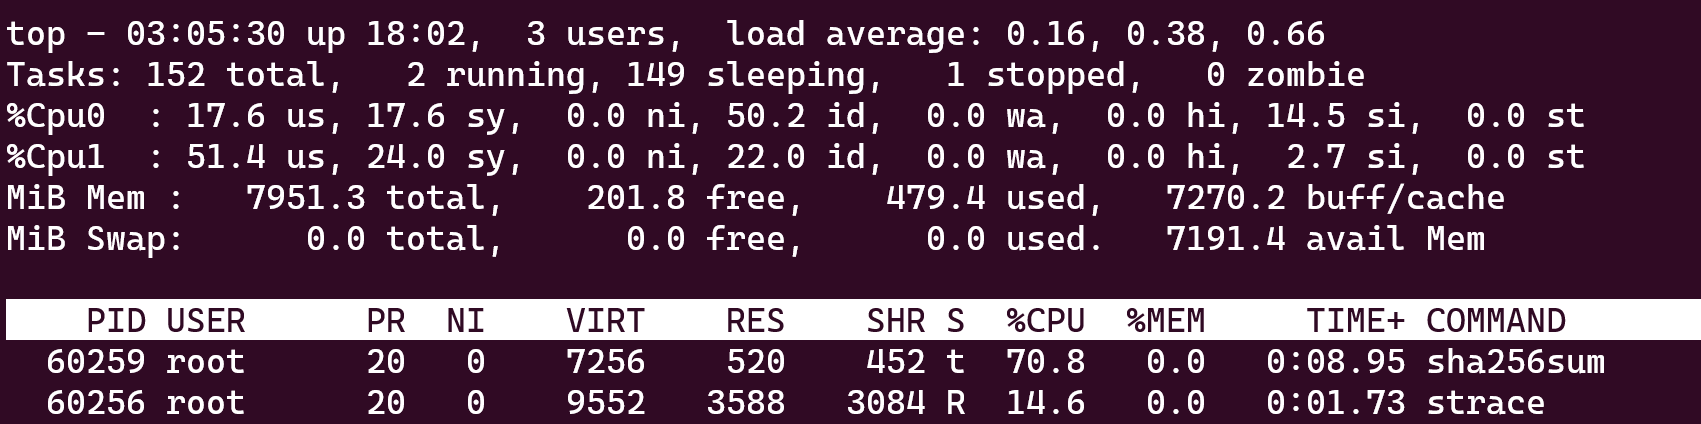 top - 03:05:30 up 18:02,  3 users,  load average: 0.16, 0.38, 0.66
Tasks: 152 total,   2 running, 149 sleeping,   1 stopped,   0 zombie
%Cpu0  : 17.6 us, 17.6 sy,  0.0 ni, 50.2 id,  0.0 wa,  0.0 hi, 14.5 si,  0.0 st
%Cpu1  : 51.4 us, 24.0 sy,  0.0 ni, 22.0 id,  0.0 wa,  0.0 hi,  2.7 si,  0.0 st
MiB Mem :   7951.3 total,    201.8 free,    479.4 used,   7270.2 buff/cache
MiB Swap:      0.0 total,      0.0 free,      0.0 used.   7191.4 avail Mem
    PID USER      PR  NI    VIRT    RES    SHR S  %CPU  %MEM     TIME+ COMMAND
  60259 root      20   0    7256    520    452 t  70.8   0.0   0:08.95 sha256sum
  60256 root      20   0    9552   3588   3084 R  14.6   0.0   0:01.73 strace